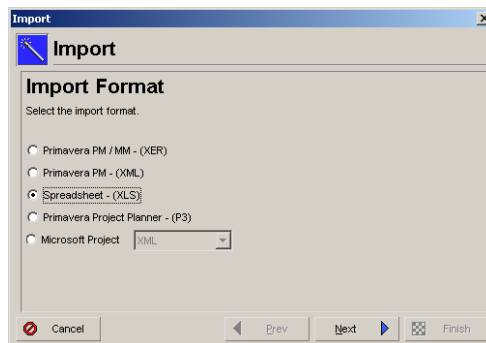 Import
Import
Import Format
Select the import format.
Primavera PM / MM - (XER)
Primavera PM - (XML)
Spreadsheet - (XLS)
Primavera Project Planner - (P3)
Microsoft Project XML
Cancel Prev Next Finish